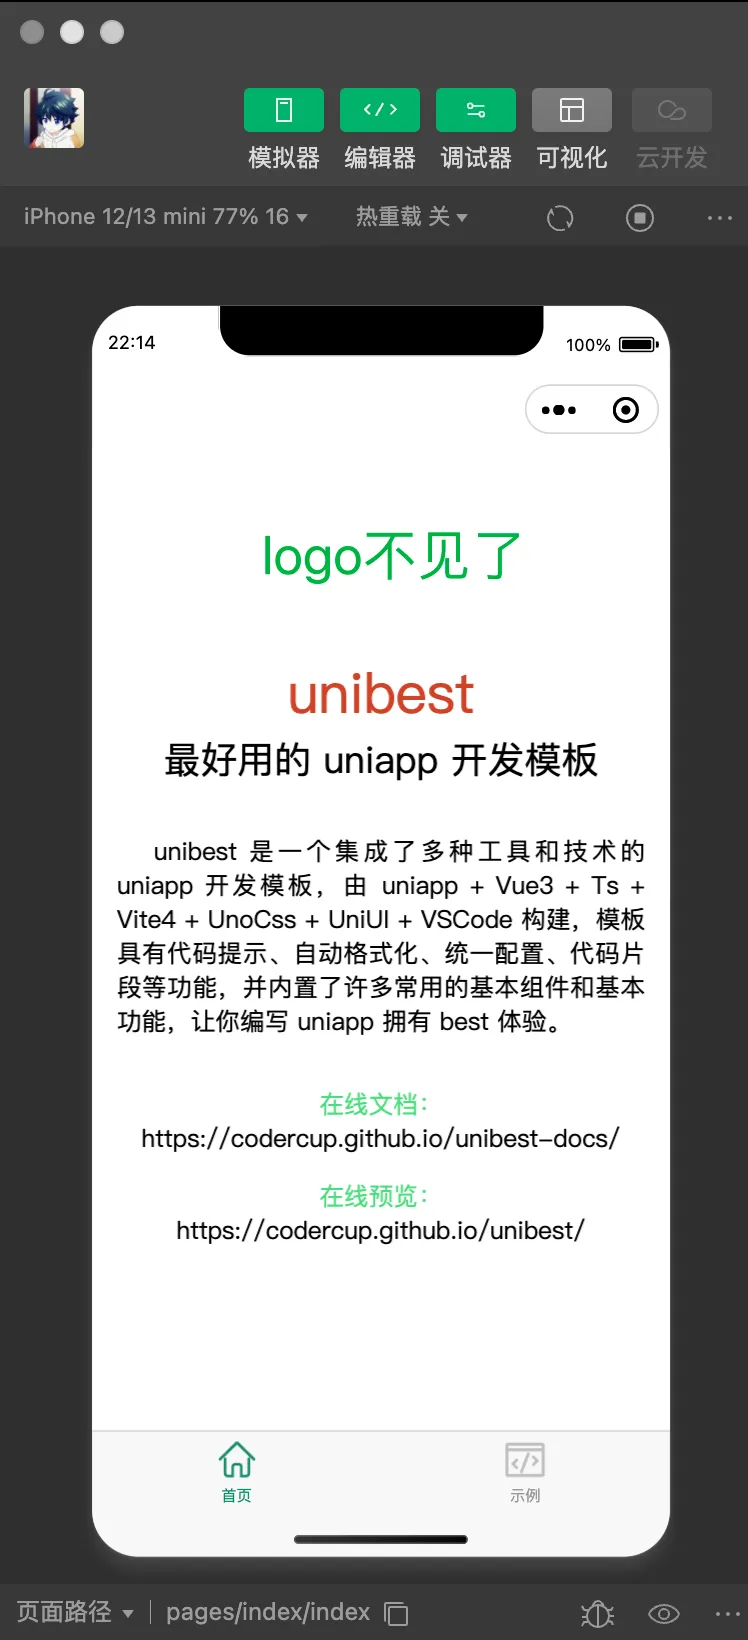 模拟器 编辑器 调试器 可视化 云开发
iPhone 12/13 mini 77% 16 热重载 关
22:14 100%
logo不见了
unibest
最好用的 uniapp 开发模板
unibest 是一个集成了多种工具和技术的
uniapp 开发模板，由 uniapp + Vue3 + Ts +
Vite4 + UnoCss + UniUI + VSCode 构建，模板
具有代码提示、自动格式化、统一配置、代码片
段等功能，并内置了许多常用的基本组件和基本
功能，让你编写 uniapp 拥有 best 体验。
在线文档：
https://codercup.github.io/unibest-docs/
在线预览：
https://codercup.github.io/unibest/
首页 示例
页面路径 pages/index/index